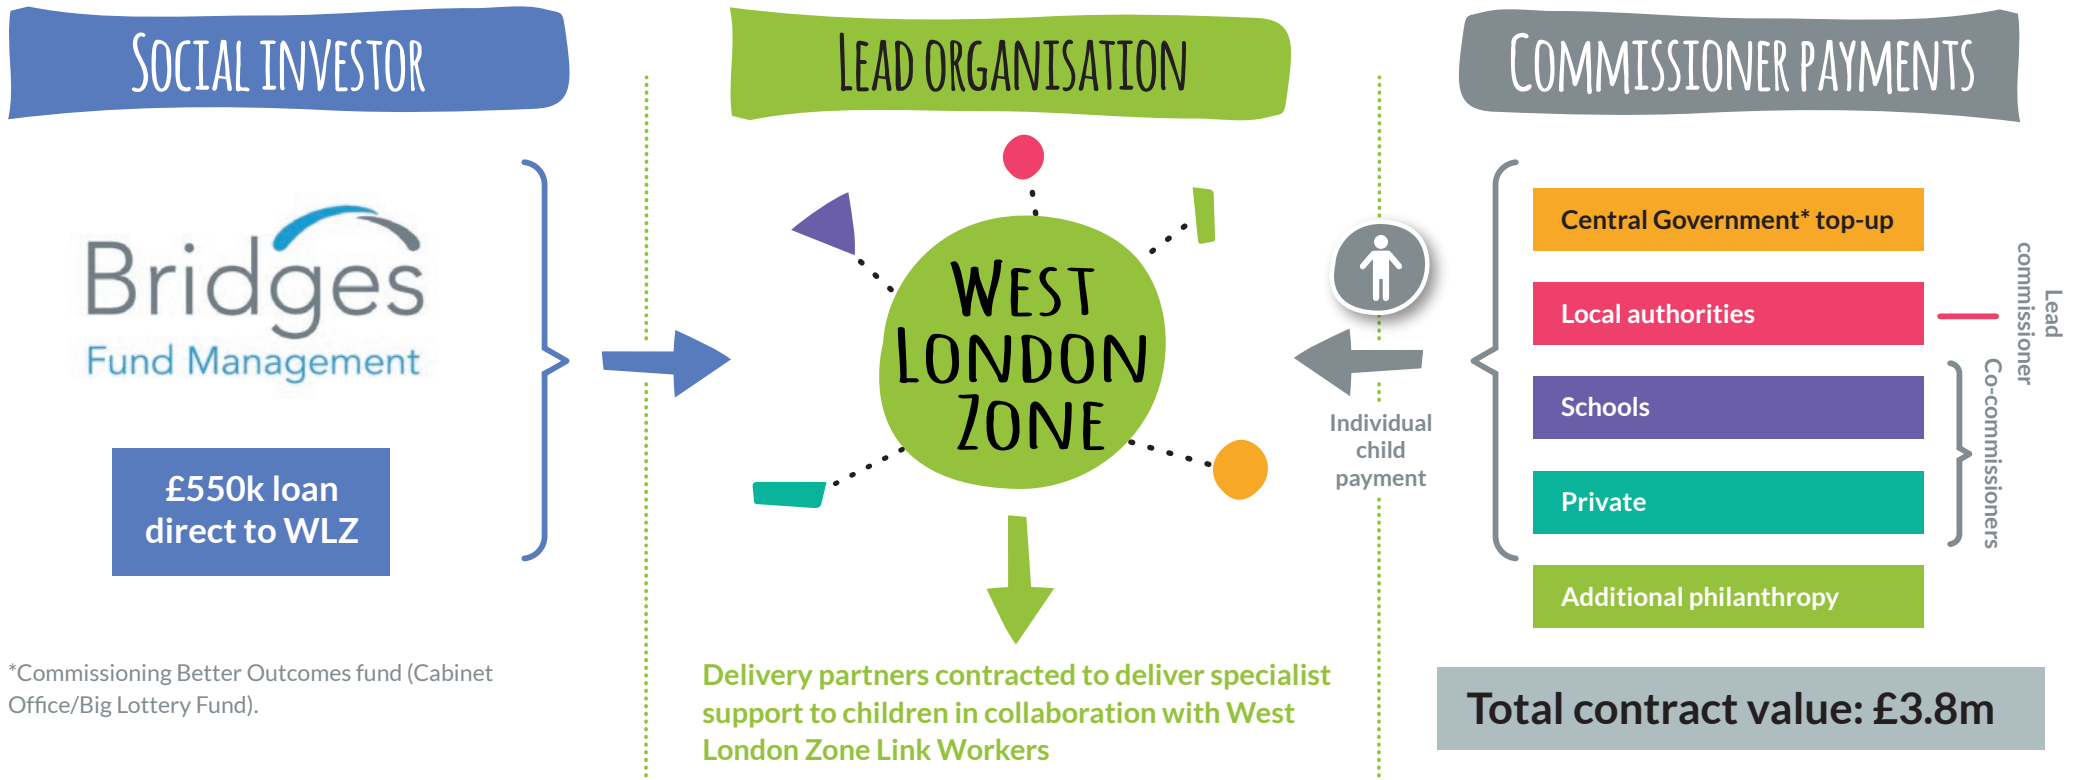 SOCIAL INVESTOR
Bridges
Fund Management
£550k loan
direct to WLZ
*Commissioning Better Outcomes fund (Cabinet
Office/Big Lottery Fund).
LEAD ORGANISATION
WEST
LONDON
ZONE
Delivery partners contracted to deliver specialist
support to children in collaboration with West
London Zone Link Workers
Individual
child
payment
COMMISSIONER PAYMENTS
Central Government* top-up
Local authorities
Schools
Private
Additional philanthropy
Lead
commissioner
Co-commissioners
Total contract value: £3.8m